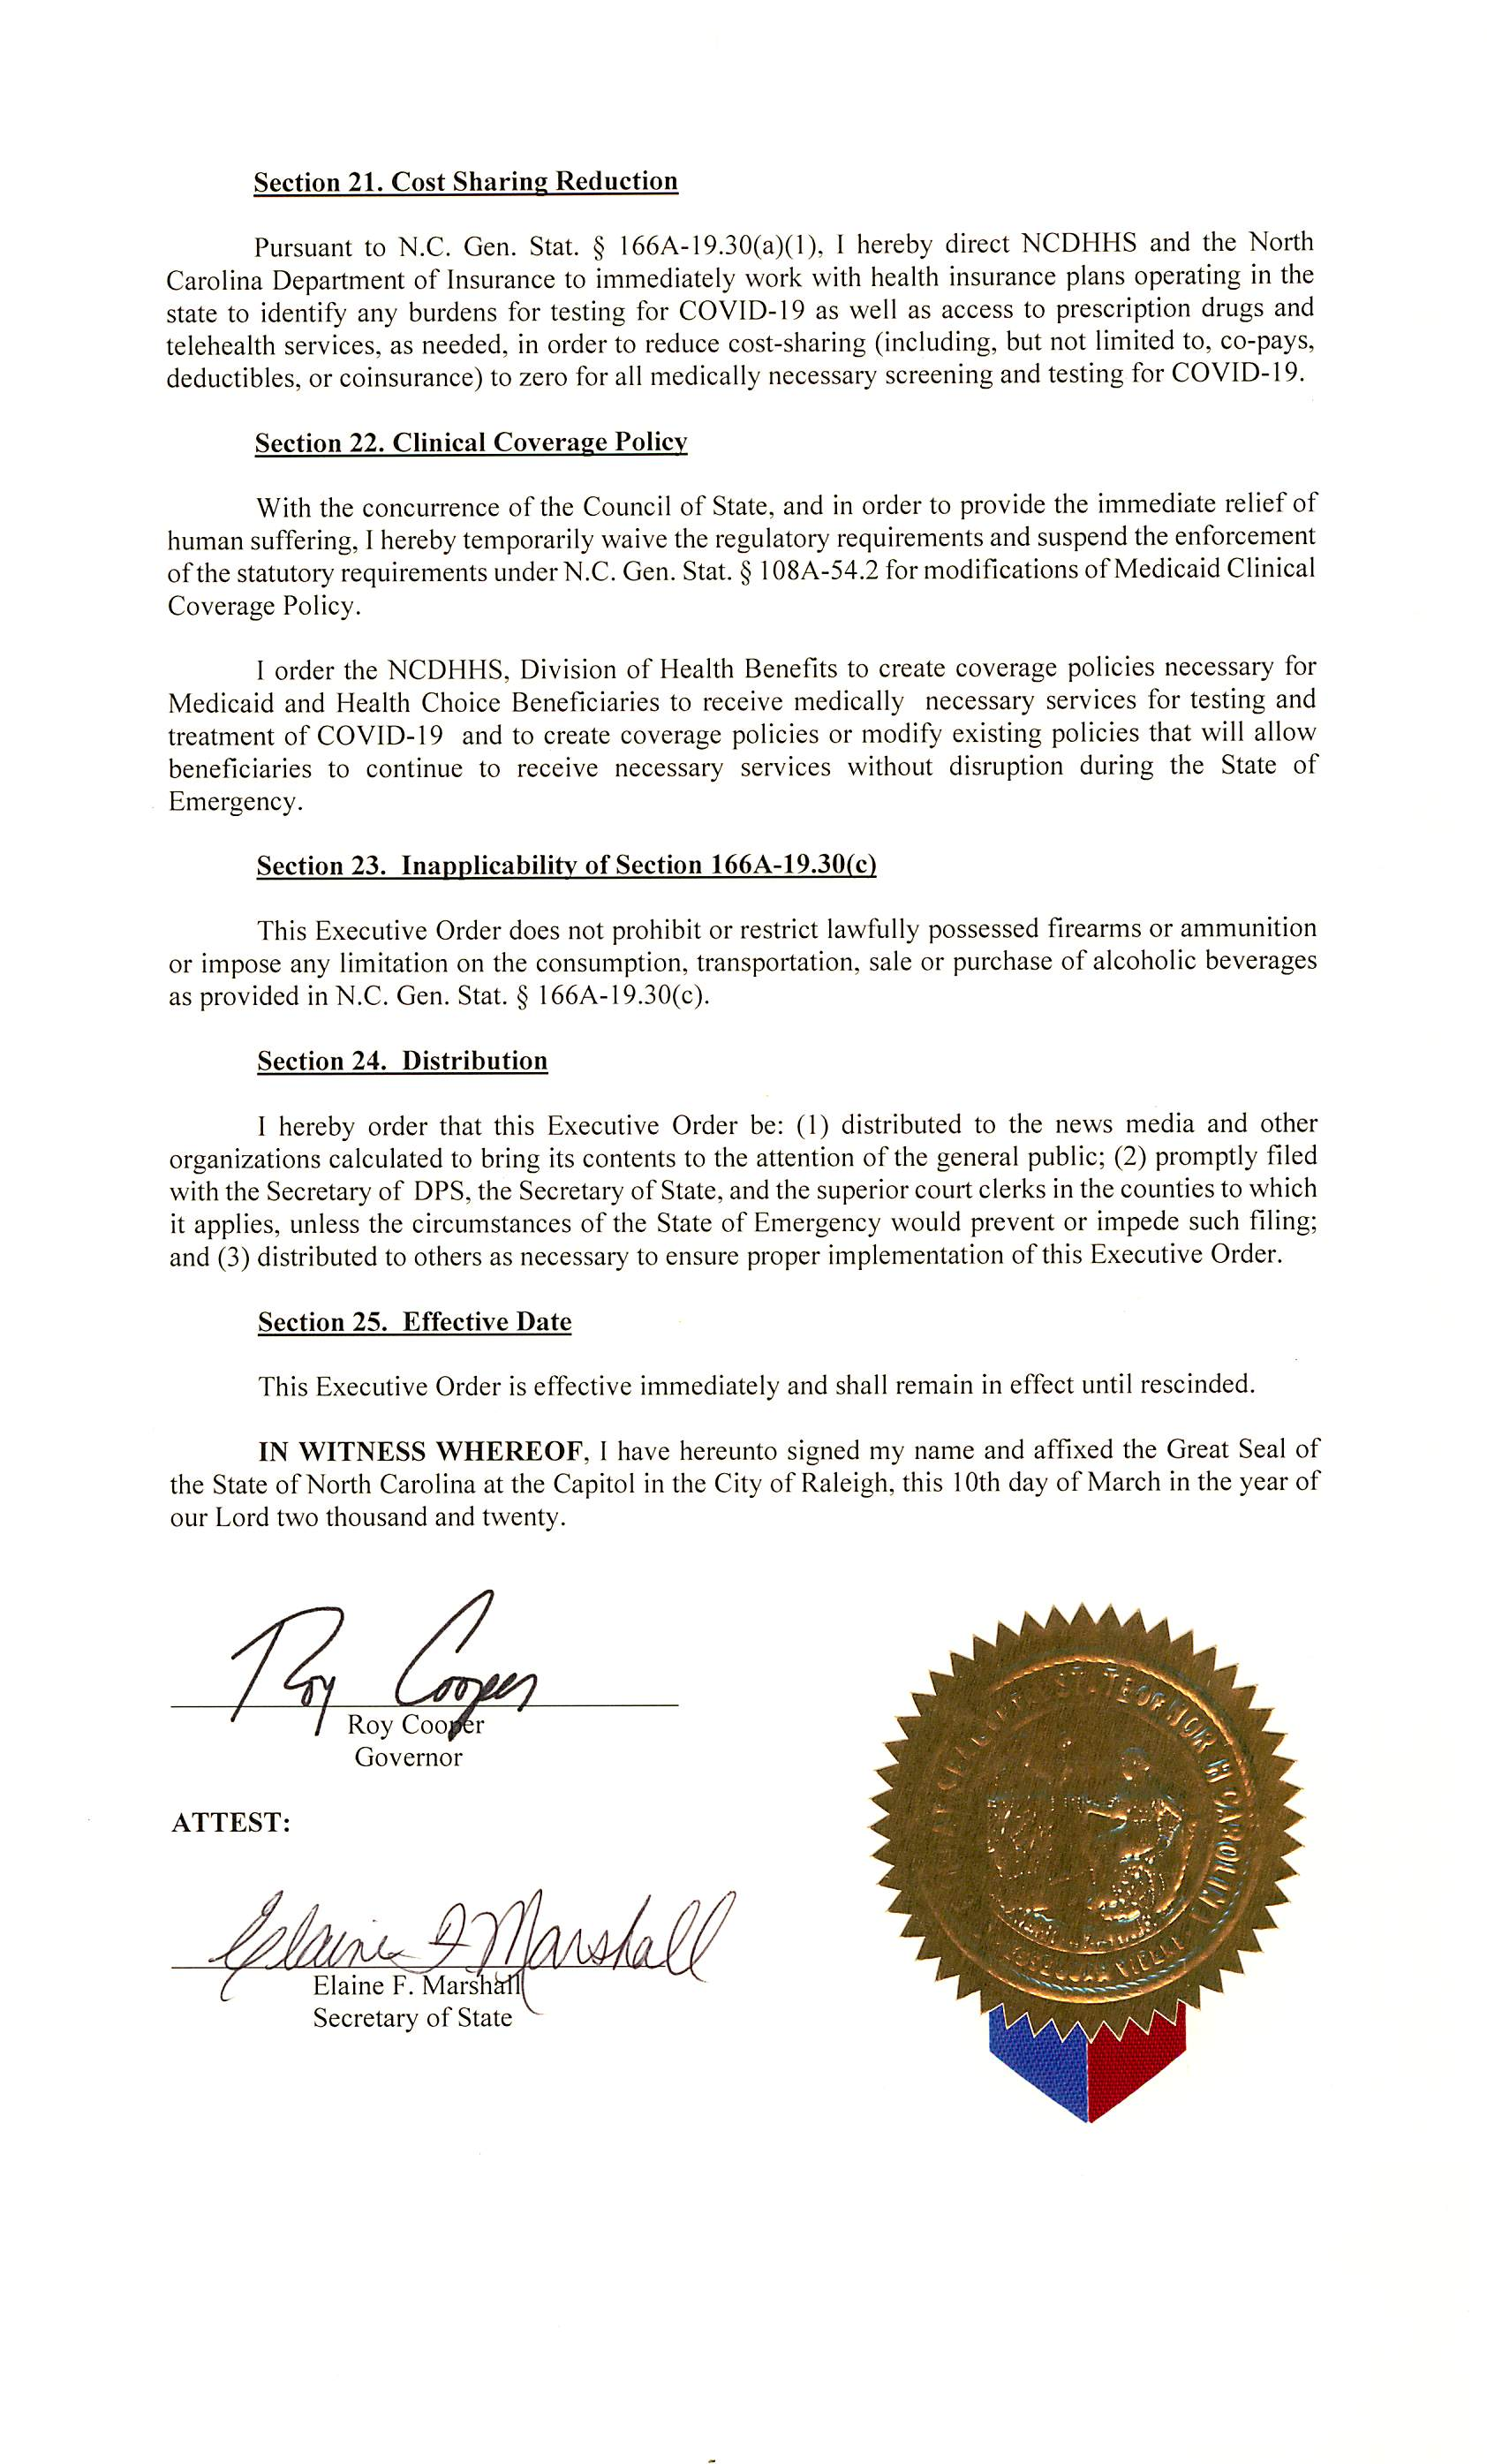 Section 21. Cost Sharing Reduction
Pursuant to N.C. Gen. Stat. § 166A-19.30(a)(1), I hereby direct NCDHHS and the North
Carolina Department of Insurance to immediately work with health insurance plans operating in the
state to identify any burdens for testing for COVID-19 as well as access to prescription drugs and
telehealth services, as needed, in order to reduce cost-sharing (including, but not limited to, co-pays,
deductibles, or coinsurance) to zero for all medically necessary screening and testing for COVID-19.
Section 22. Clinical Coverage Policy
With the concurrence of the Council of State, and in order to provide the immediate relief of
human suffering, I hereby temporarily waive the regulatory requirements and suspend the enforcement
of the statutory requirements under N.C. Gen. Stat. § 108A-54.2 for modifications of Medicaid Clinical
Coverage Policy.
I order the NCDHHS, Division of Health Benefits to create coverage policies necessary for
Medicaid and Health Choice Beneficiaries to receive medically necessary services for testing and
treatment of COVID-19 and to create coverage policies or modify existing policies that will allow
beneficiaries to continue to receive necessary services without disruption during the State of
Emergency.
Section 23. Inapplicability of Section 166A-19.30(c)
This Executive Order does not prohibit or restrict lawfully possessed firearms or ammunition
or impose any limitation on the consumption, transportation, sale or purchase of alcoholic beverages
as provided in N.C. Gen. Stat. § 166A-19.30(c).
Section 24. Distribution
I hereby order that this Executive Order be: (1) distributed to the news media and other
organizations calculated to bring its contents to the attention of the general public; (2) promptly filed
with the Secretary of DPS, the Secretary of State, and the superior court clerks in the counties to which
it applies, unless the circumstances of the State of Emergency would prevent or impede such filing;
and (3) distributed to others as necessary to ensure proper implementation of this Executive Order.
Section 25. Effective Date
This Executive Order is effective immediately and shall remain in effect until rescinded.
IN WITNESS WHEREOF, I have hereunto signed my name and affixed the Great Seal of
the State of North Carolina at the Capitol in the City of Raleigh, this 10th day of March in the year of
our Lord two thousand and twenty.
Roy Cooper
Roy Cooper
Governor
ATTEST:
Elaine F Marshall
Elaine F. Marshall
Secretary of State
STATE OF NORTH CAROLINA